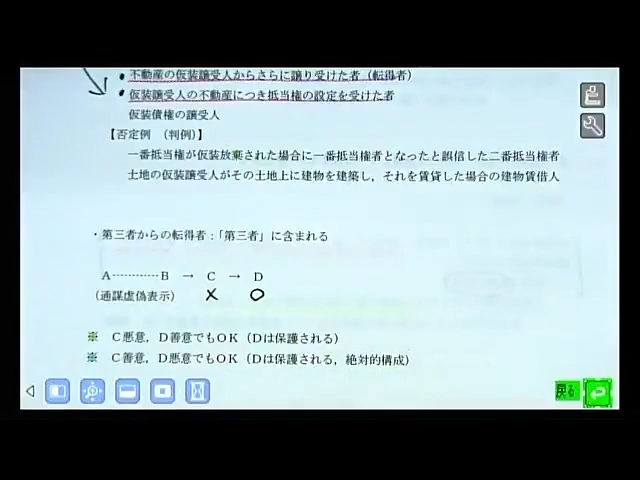 ・不動産の仮装譲受人からさらに譲り受けた者（転得者）
・仮装譲受人の不動産につき抵当権の設定を受けた者
仮装債権の譲受人
【否定例 （判例）】
一番抵当権が仮装放棄された場合に一番抵当権者となったと誤信した二番抵当権者
土地の仮装譲受人がその土地上に建物を建築し，それを賃貸した場合の建物賃借人
・第三者からの転得者：「第三者」に含まれる
A…………B → C → D
（通謀虚偽表示） × ○
※ C悪意，D善意でもOK（Dは保護される）
※ C善意，D悪意でもOK（Dは保護される，絶対的構成）
戻る